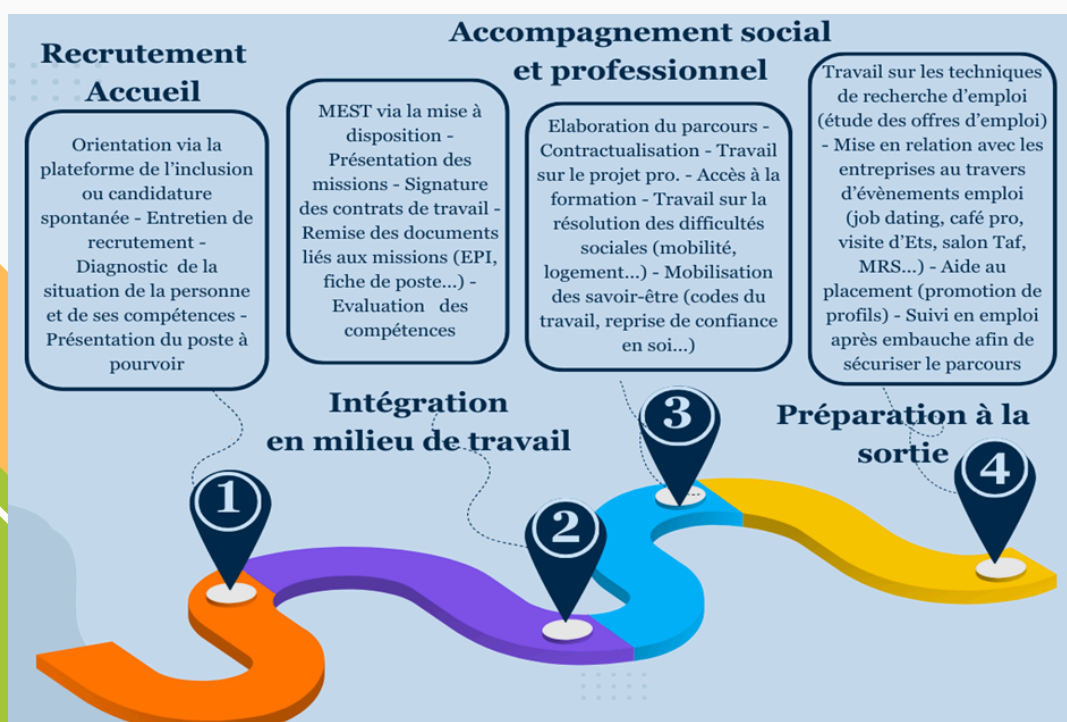 Recrutement
Accueil
Orientation via la
plateforme de l’inclusion
ou candidature
spontanée - Entretien de
recrutement -
Diagnostic de la
situation de la personne
et de ses compétences -
Présentation du poste à
pourvoir
1
MEST via la mise à
disposition -
Présentation des
missions - Signature
des contrats de travail -
Remise des documents
liés aux missions (EPI,
fiche de poste...) -
Evaluation des
compétences
Intégration
en milieu de travail
2
Accompagnement social
et professionnel
Elaboration du parcours -
Contractualisation - Travail
sur le projet pro. - Accès à la
formation - Travail sur la
résolution des difficultés
sociales (mobilité,
logement...) - Mobilisation
des savoir-être (codes du
travail, reprise de confiance
en soi...)
3
Travail sur les techniques
de recherche d’emploi
(étude des offres d’emploi)
- Mise en relation avec les
entreprises au travers
d’évènements emploi
(job dating, café pro,
visite d’Ets, salon Taf,
MRS...) - Aide au
placement (promotion de
profils) - Suivi en emploi
après embauche afin de
sécuriser le parcours
Préparation à la
sortie
4